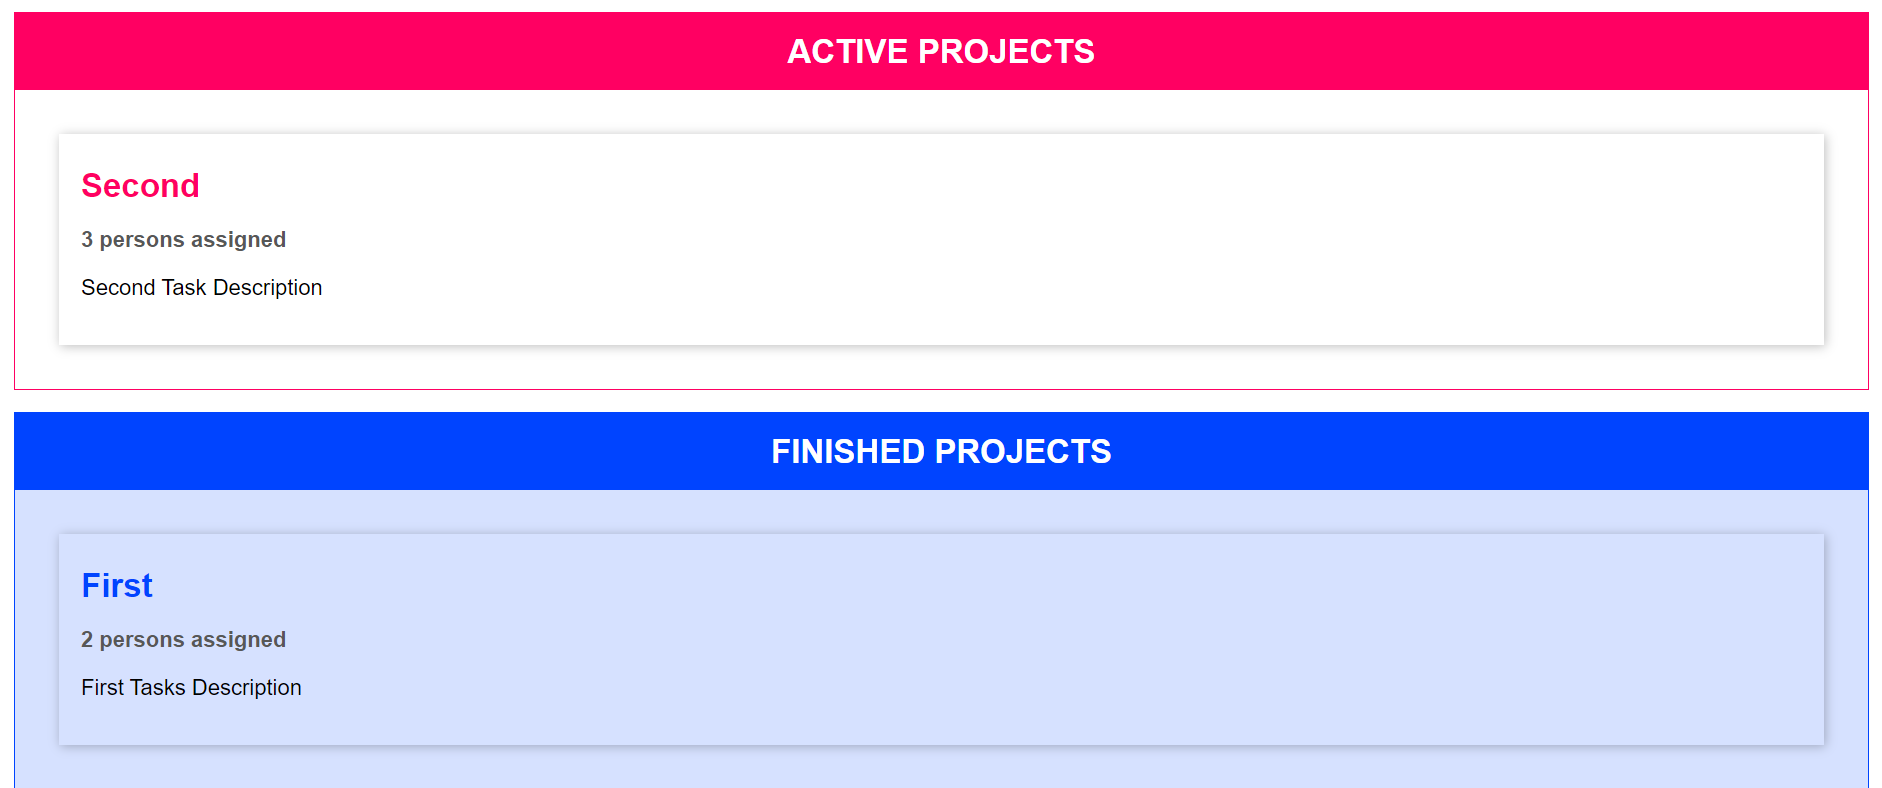 ACTIVE PROJECTS
Second
3 persons assigned
Second Task Description
FINISHED PROJECTS
First
2 persons assigned
First Tasks Description